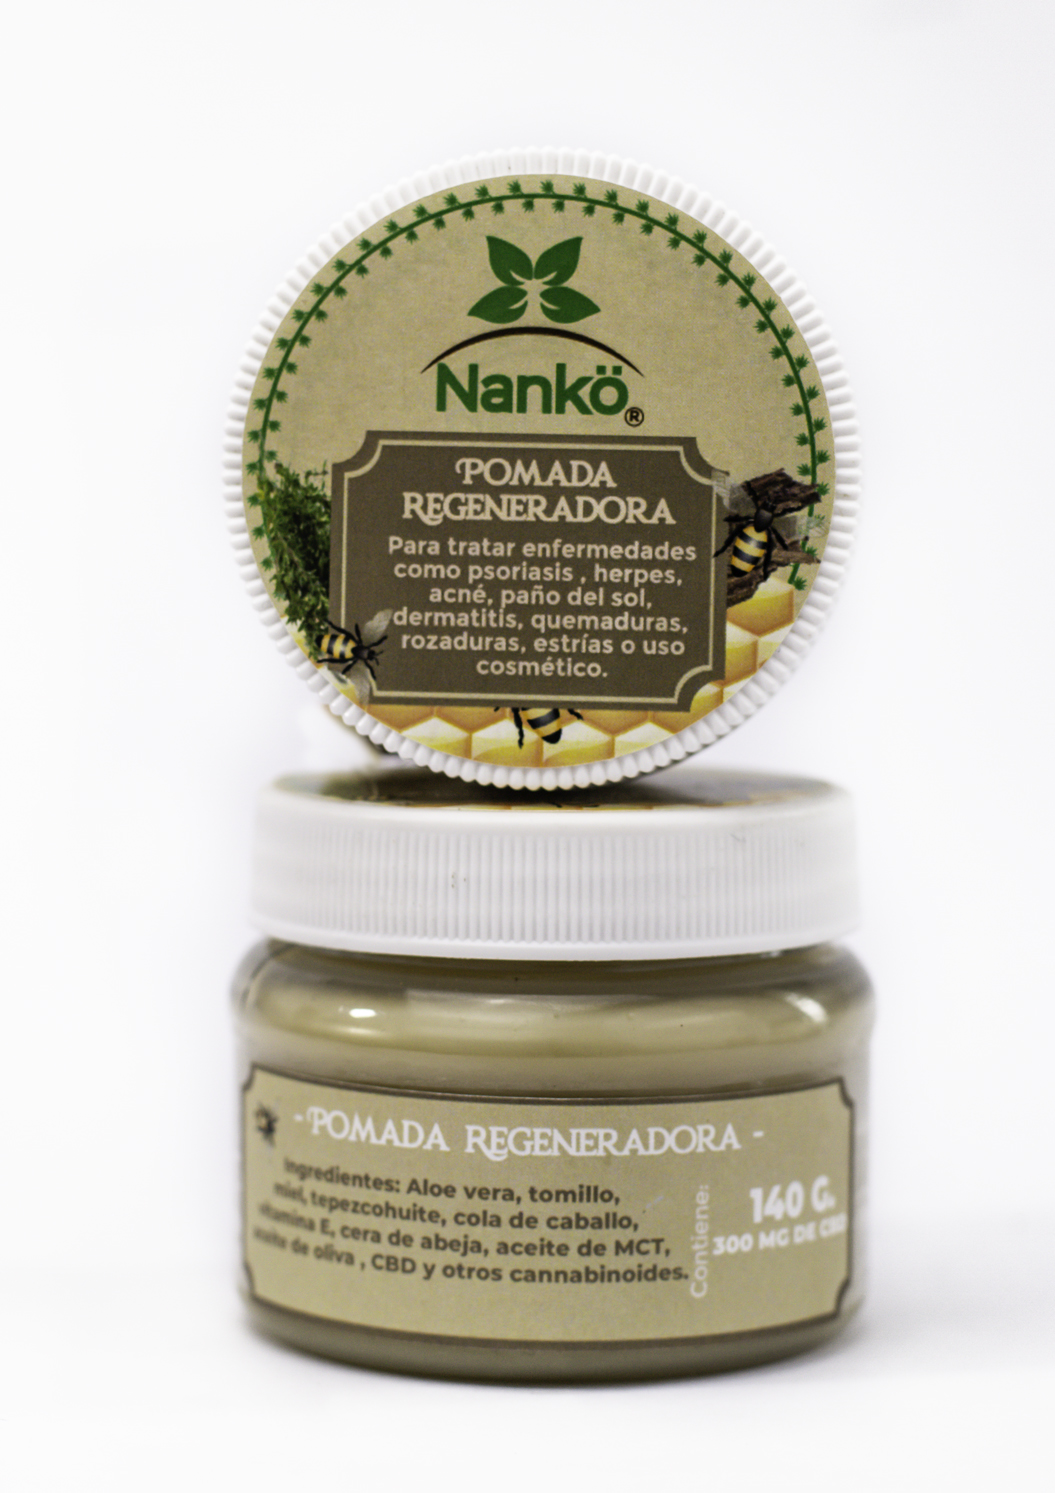 Nankö®
POMADA
REGENERADORA
Para tratar enfermedades
como psoriasis , herpes,
acné, paño del sol,
dermatitis, quemaduras,
rozaduras, estrías o uso
cosmético.
- POMADA REGENERADORA -
Ingredientes: Aloe vera, tomillo,
miel, tepezcohuite, cola de caballo,
vitamina E, cera de abeja, aceite de MCT,
aceite de oliva , CBD y otros cannabinoides.
Contiene:
140 G.
300 MG DE CBD